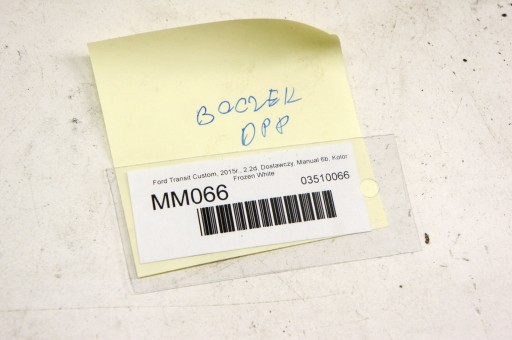 BOCZEK
DPP
Ford Transit Custom, 2015r., 2.2d, Dostawczy, Manual 6b, Kolor
Frozen White
MM066
03510066